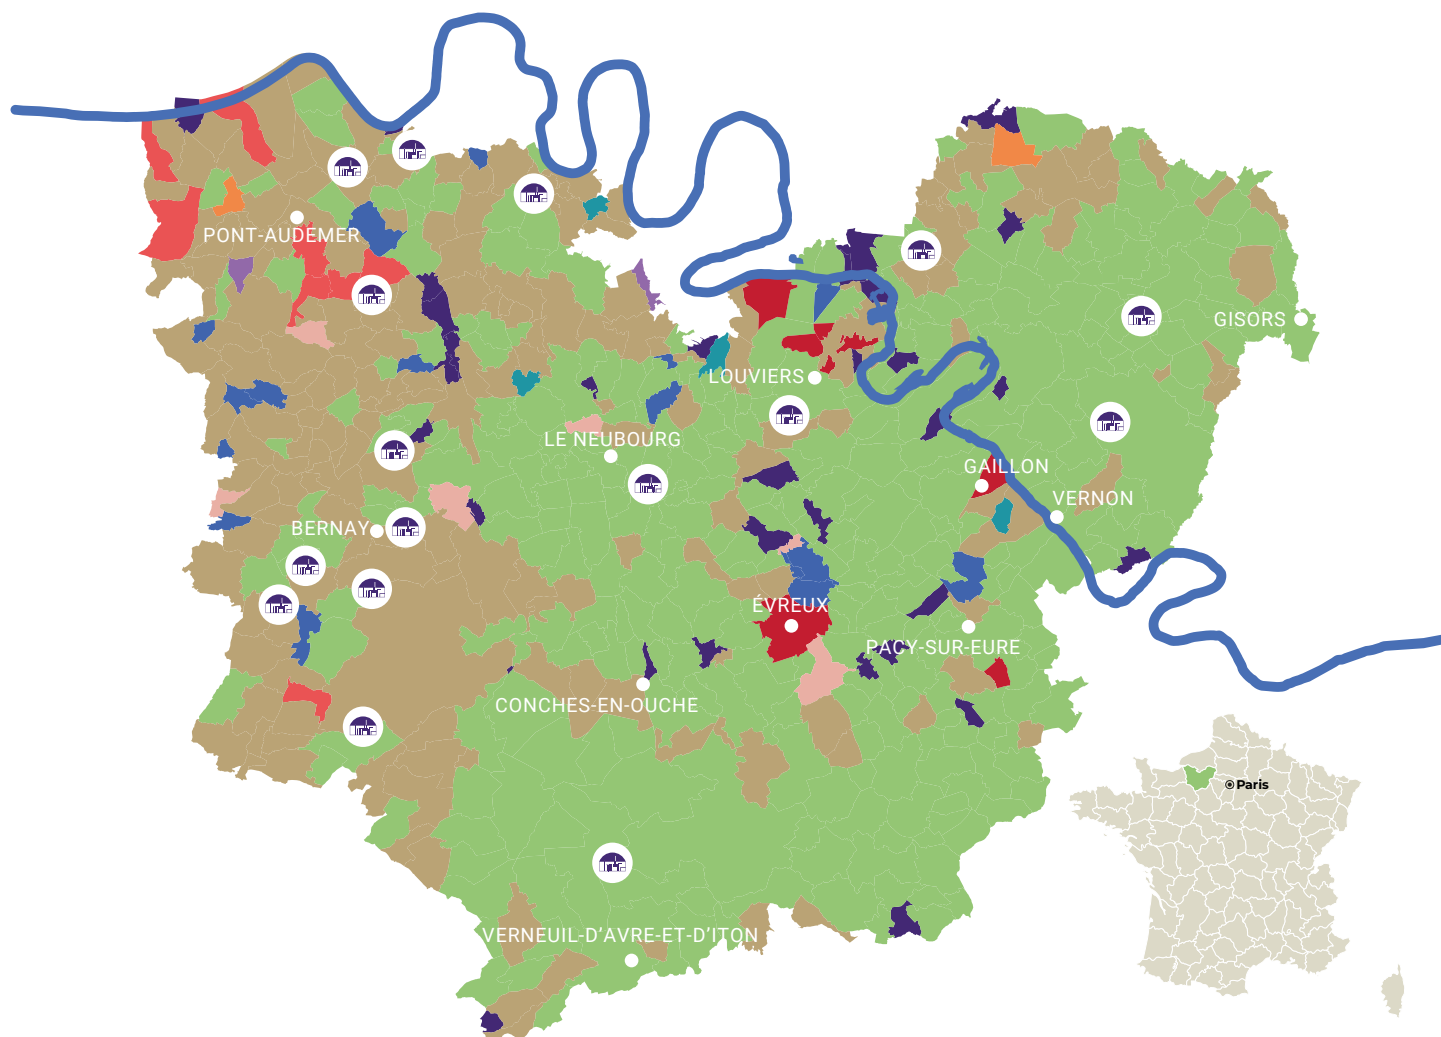 PONT-AUDEMER
GISORS
LOUVIERS
LE NEUBOURG
GAILLON
VERNON
BERNAY
ÉVREUX
PACY-SUR-EURE
CONCHES-EN-OUCHE
Paris
VERNEUIL-D'AVRE-ET-D'ITON